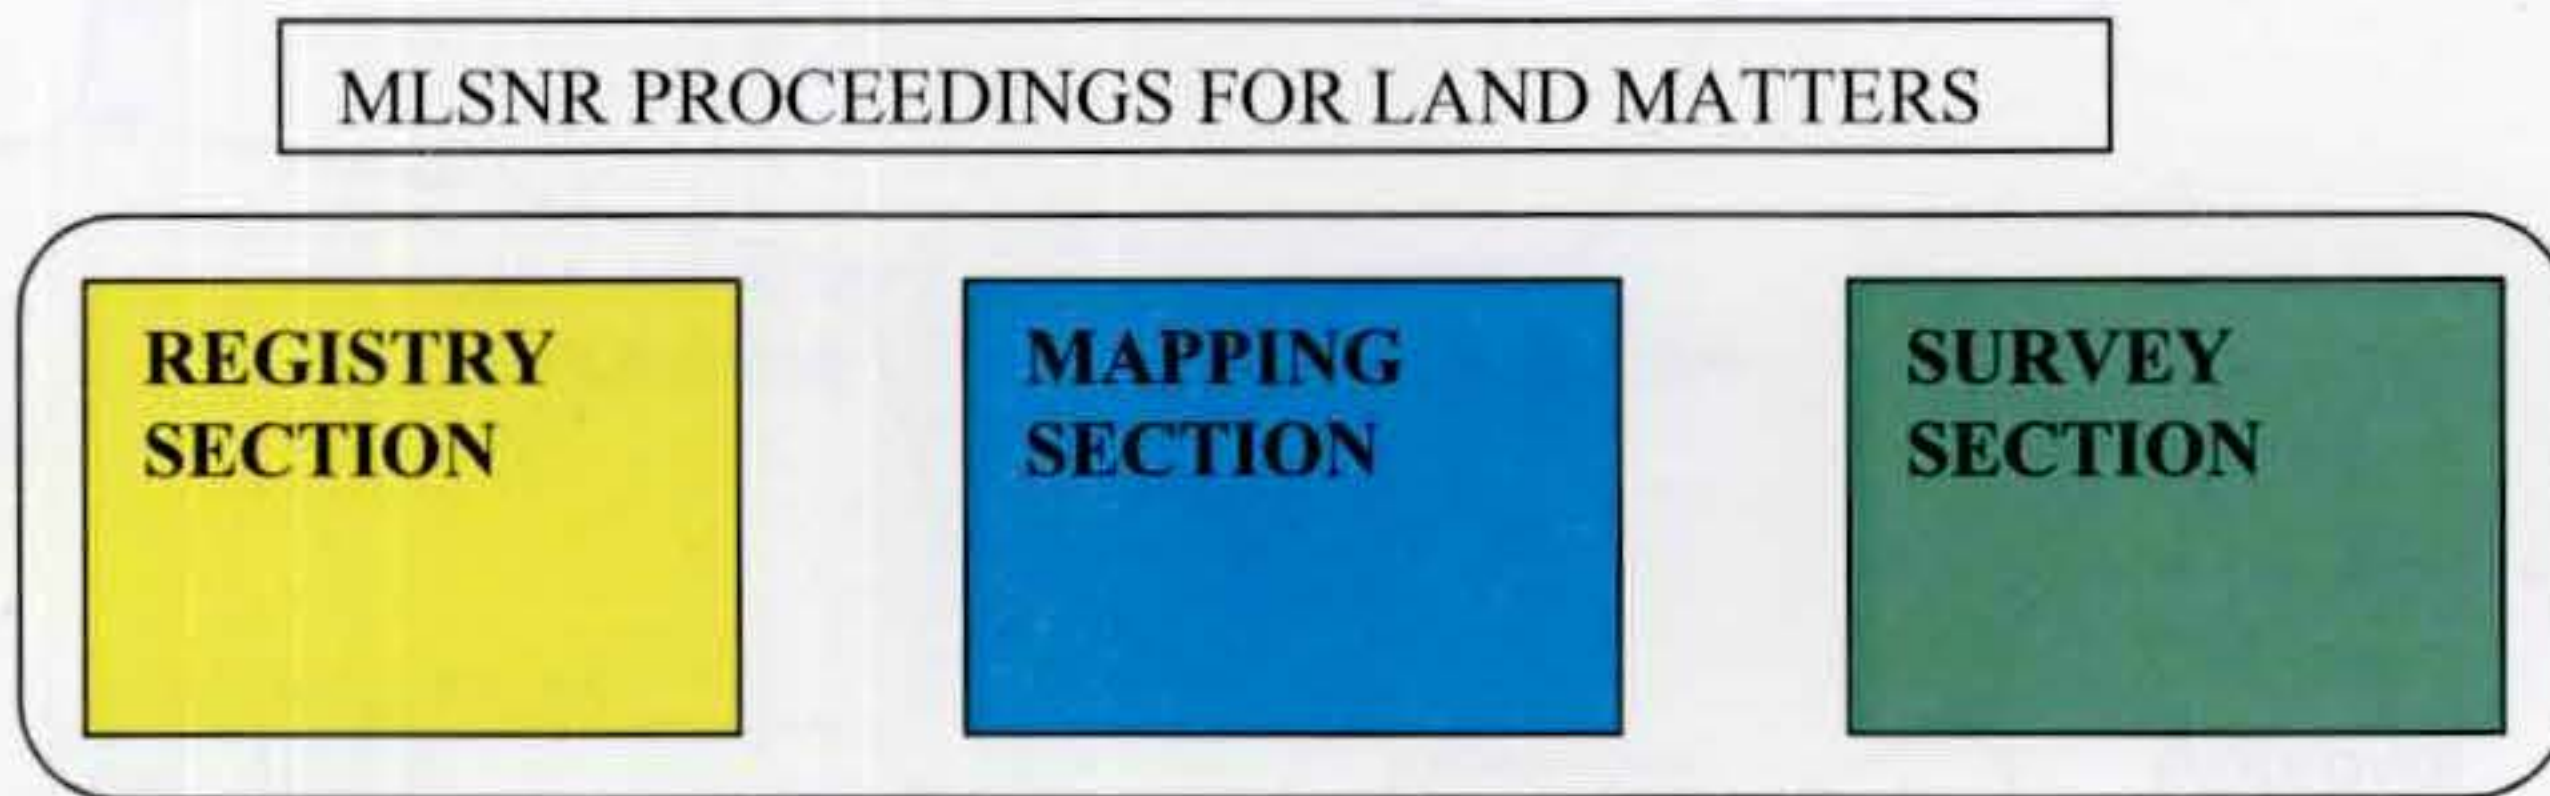 MLSNR PROCEEDINGS FOR LAND MATTERS
REGISTRY
SECTION
MAPPING
SECTION
SURVEY
SECTION